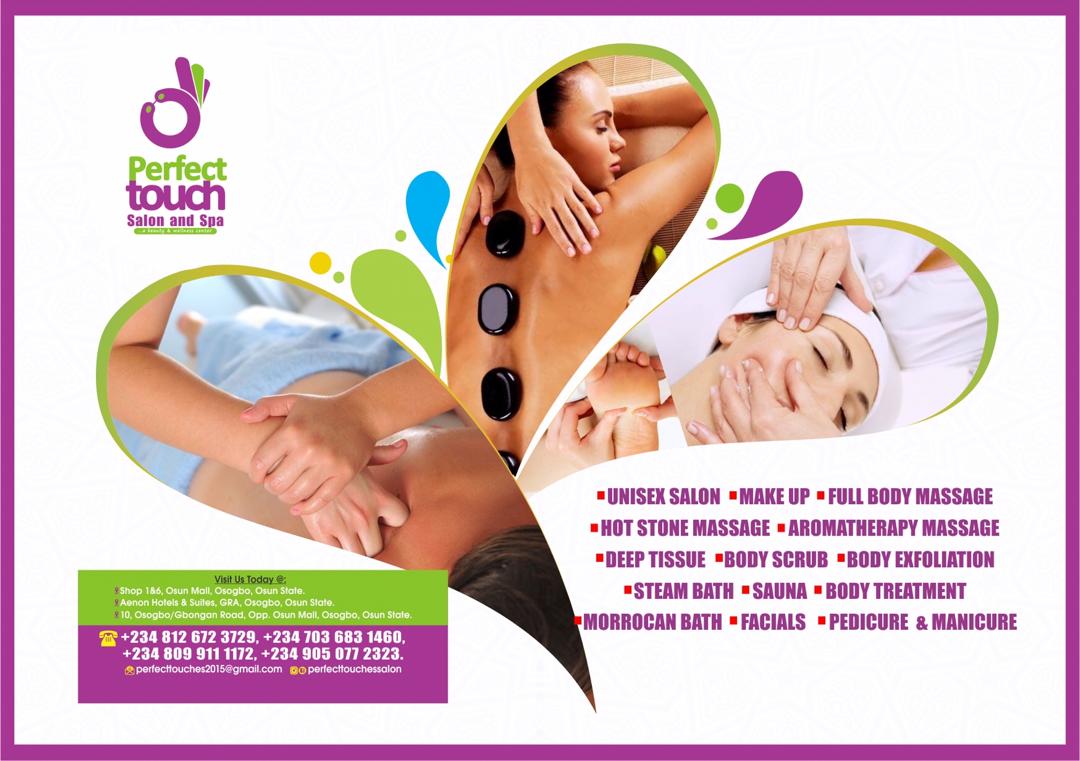 Perfect
touch
Salon and Spa
...a beauty & wellness center
▪UNISEX SALON ▪MAKE UP ▪FULL BODY MASSAGE
▪HOT STONE MASSAGE ▪AROMATHERAPY MASSAGE
▪DEEP TISSUE ▪BODY SCRUB ▪BODY EXFOLIATION
▪STEAM BATH ▪SAUNA ▪BODY TREATMENT
▪MORROCAN BATH ▪FACIALS ▪PEDICURE & MANICURE
Visit Us Today @:
Shop 1&6, Osun Mall, Osogbo, Osun State.
Aenon Hotels & Suites, GRA, Osogbo, Osun State.
10, Osogbo/Gbongan Road, Opp. Osun Mall, Osogbo, Osun State.
+234 812 672 3729, +234 703 683 1460,
+234 809 911 1172, +234 905 077 2323.
perfecttouches2015@gmail.com perfecttouchessalon